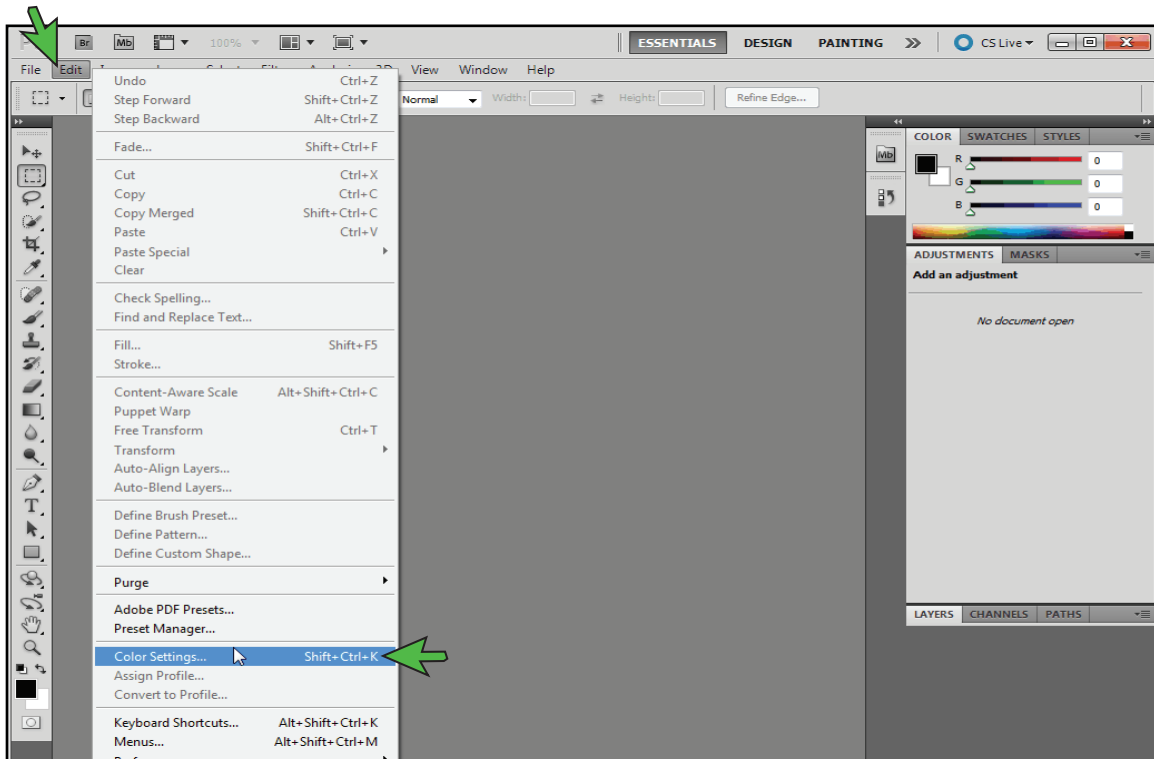 Br Mb 100% ESSENTIALS DESIGN PAINTING CS Live
File Edit View Window Help
Normal Width: Height: Refine Edge...
Undo Ctrl+Z
Step Forward Shift+Ctrl+Z
Step Backward Alt+Ctrl+Z
Fade... Shift+Ctrl+F
Cut Ctrl+X
Copy Ctrl+C
Copy Merged Shift+Ctrl+C
Paste Ctrl+V
Paste Special
Clear
Check Spelling...
Find and Replace Text...
Fill... Shift+F5
Stroke...
Content-Aware Scale Alt+Shift+Ctrl+C
Puppet Warp
Free Transform Ctrl+T
Transform
Auto-Align Layers...
Auto-Blend Layers...
Define Brush Preset...
Define Pattern...
Define Custom Shape...
Purge
Adobe PDF Presets...
Preset Manager...
Color Settings... Shift+Ctrl+K
Assign Profile...
Convert to Profile...
Keyboard Shortcuts... Alt+Shift+Ctrl+K
Menus... Alt+Shift+Ctrl+M
Mb
COLOR SWATCHES STYLES
R 0
G 0
B 0
ADJUSTMENTS MASKS
Add an adjustment
No document open
LAYERS CHANNELS PATHS